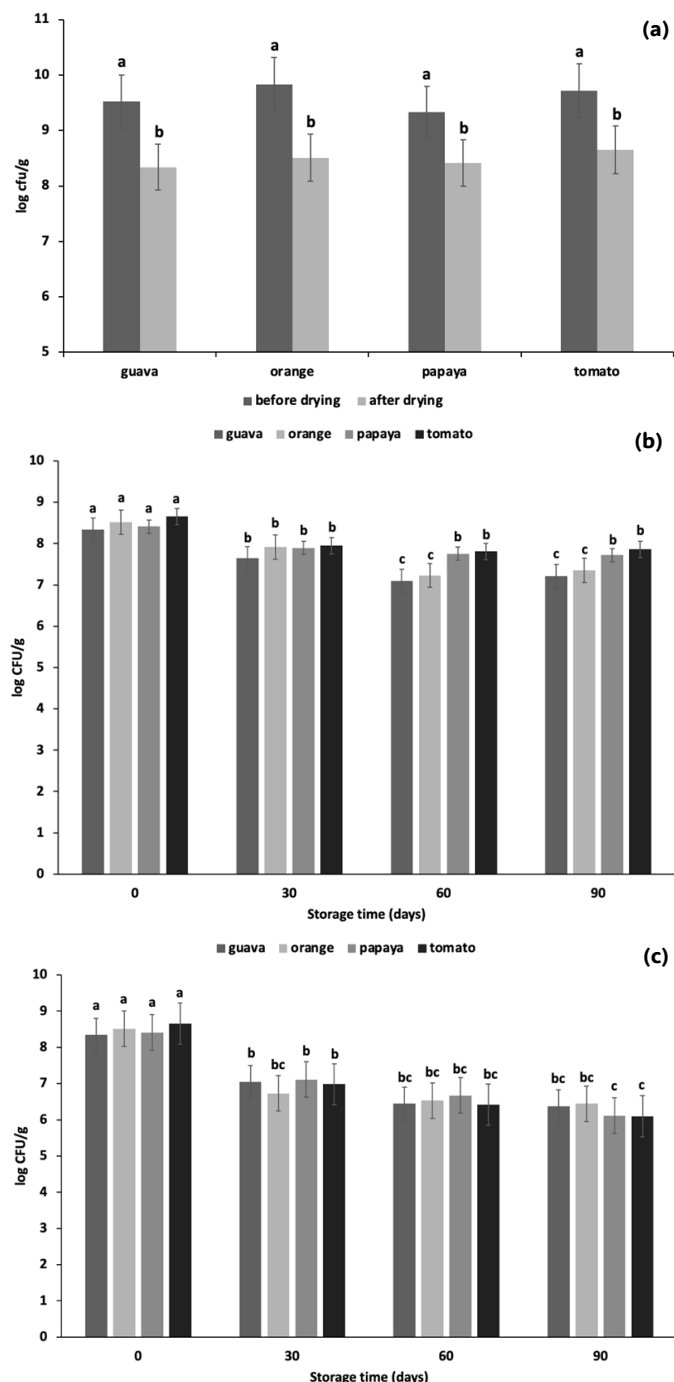 (a)
11
10
9
8
7
6
5
log cfu/g
a b a b a b a b
guava orange papaya tomato
before drying after drying
guava orange papaya tomato
(b)
10
9
8
7
6
5
4
3
2
1
0
log CFU/g
a a a a b b b b c c b b c c b b
0 30 60 90
Storage time (days)
guava orange papaya tomato
(c)
10
9
8
7
6
5
4
3
2
1
0
log CFU/g
a a a a b bc b b bc bc bc bc bc bc c c
0 30 60 90
Storage time (days)